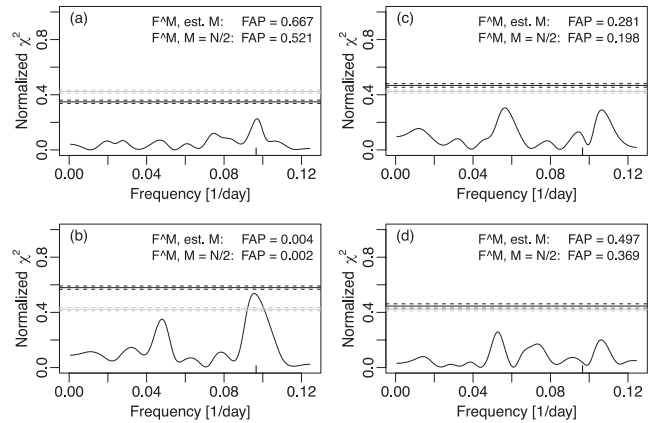 (a)
F^M, est. M: FAP = 0.667
F^M, M = N/2: FAP = 0.521
Normalized χ²
0.8
0.4
0.0
0.00 0.04 0.08 0.12
Frequency [1/day]
(c)
F^M, est. M: FAP = 0.281
F^M, M = N/2: FAP = 0.198
Normalized χ²
0.8
0.4
0.0
0.00 0.04 0.08 0.12
Frequency [1/day]
(b)
F^M, est. M: FAP = 0.004
F^M, M = N/2: FAP = 0.002
Normalized χ²
0.8
0.4
0.0
0.00 0.04 0.08 0.12
Frequency [1/day]
(d)
F^M, est. M: FAP = 0.497
F^M, M = N/2: FAP = 0.369
Normalized χ²
0.8
0.4
0.0
0.00 0.04 0.08 0.12
Frequency [1/day]